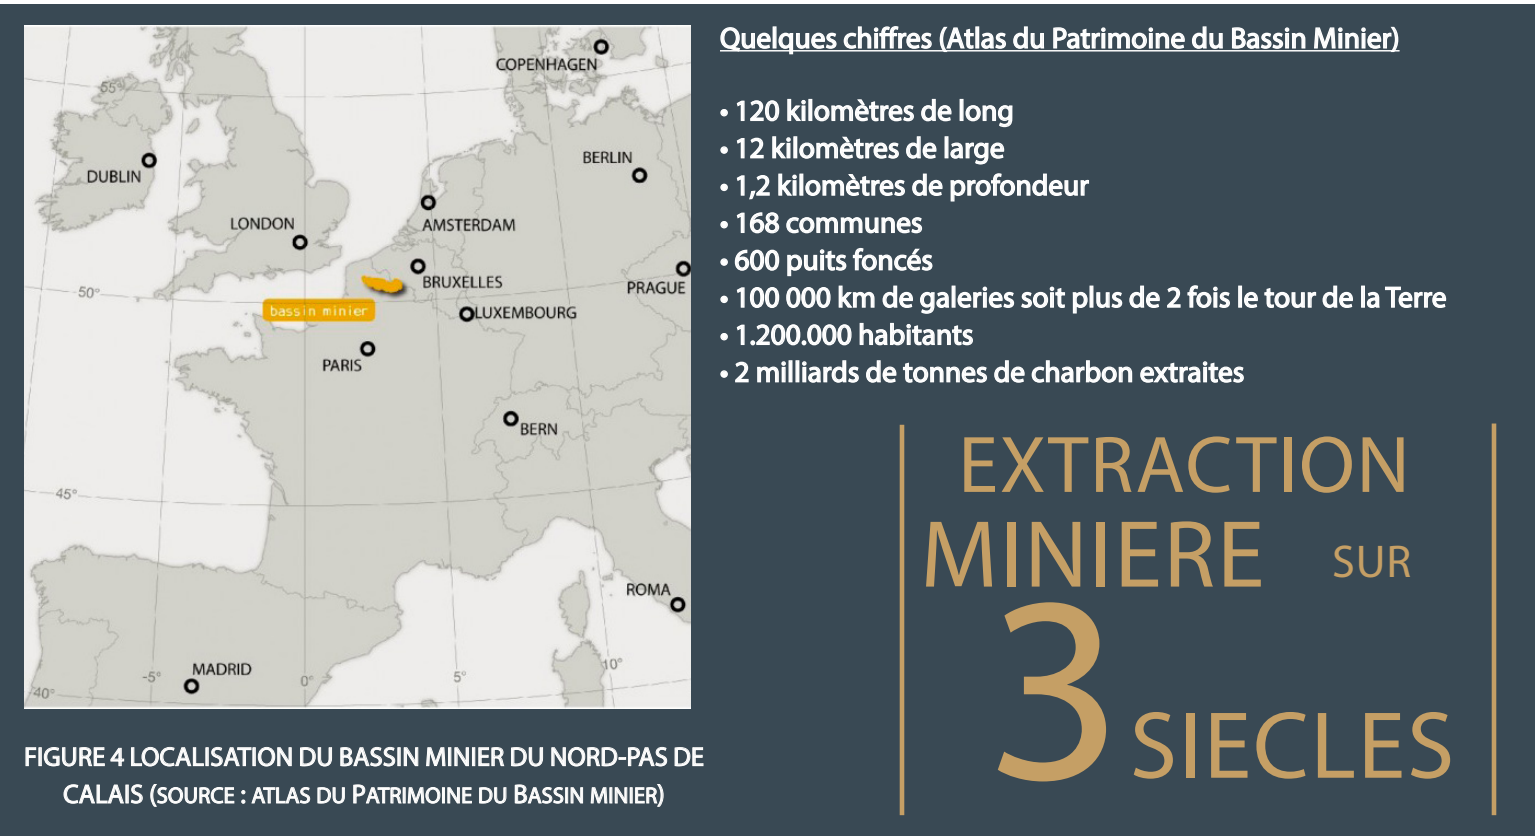 COPENHAGEN
55°
DUBLIN
BERLIN
LONDON
AMSTERDAM
BRUXELLES
PRAGUE
50°
bassin minier
LUXEMBOURG
PARIS
BERN
45°
ROMA
MADRID
-5°
0°
5°
10°
40°
FIGURE 4 LOCALISATION DU BASSIN MINIER DU NORD-PAS DE
CALAIS (SOURCE : ATLAS DU PATRIMOINE DU BASSIN MINIER)
Quelques chiffres (Atlas du Patrimoine du Bassin Minier)
• 120 kilomètres de long
• 12 kilomètres de large
• 1,2 kilomètres de profondeur
• 168 communes
• 600 puits foncés
• 100 000 km de galeries soit plus de 2 fois le tour de la Terre
• 1.200.000 habitants
• 2 milliards de tonnes de charbon extraites
EXTRACTION
MINIERE SUR
3 SIECLES